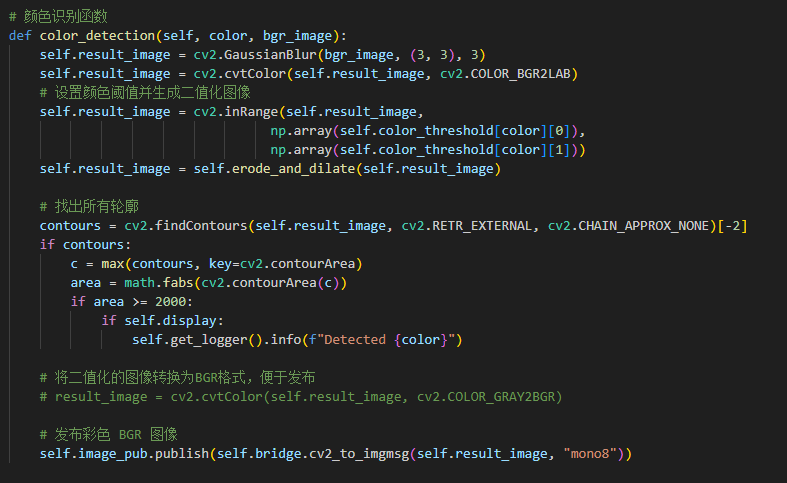 # 颜色识别函数
def color_detection(self, color, bgr_image):
    self.result_image = cv2.GaussianBlur(bgr_image, (3, 3), 3)
    self.result_image = cv2.cvtColor(self.result_image, cv2.COLOR_BGR2LAB)
    # 设置颜色阈值并生成二值化图像
    self.result_image = cv2.inRange(self.result_image,
                                  np.array(self.color_threshold[color][0]),
                                  np.array(self.color_threshold[color][1]))
    self.result_image = self.erode_and_dilate(self.result_image)

    # 找出所有轮廓
    contours = cv2.findContours(self.result_image, cv2.RETR_EXTERNAL, cv2.CHAIN_APPROX_NONE)[-2]
    if contours:
        c = max(contours, key=cv2.contourArea)
        area = math.fabs(cv2.contourArea(c))
        if area >= 2000:
            if self.display:
                self.get_logger().info(f"Detected {color}")

    # 将二值化的图像转换为BGR格式，便于发布
    # result_image = cv2.cvtColor(self.result_image, cv2.COLOR_GRAY2BGR)

    # 发布彩色 BGR 图像
    self.image_pub.publish(self.bridge.cv2_to_imgmsg(self.result_image, "mono8"))